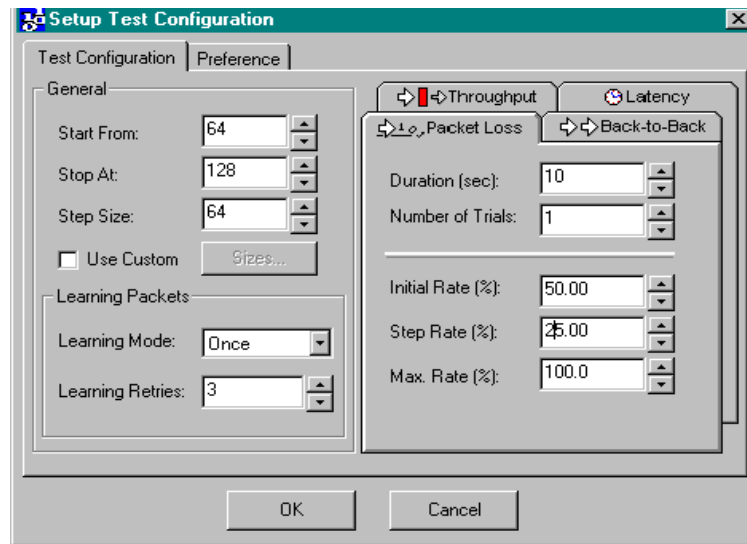 Setup Test Configuration
Test Configuration
Preference
General
Start From: 64
Stop At: 128
Step Size: 64
Use Custom Sizes...
Learning Packets
Learning Mode: Once
Learning Retries: 3
Throughput
Latency
Packet Loss
Back-to-Back
Duration (sec): 10
Number of Trials: 1
Initial Rate (%): 50.00
Step Rate (%): 25.00
Max. Rate (%): 100.0
OK
Cancel